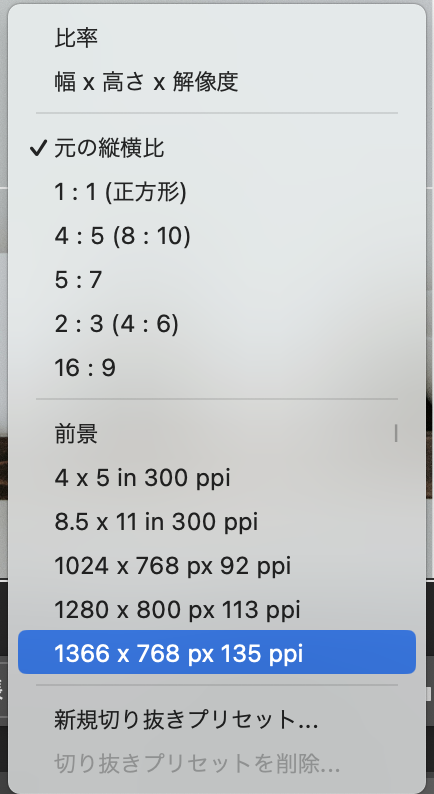 比率
幅 x 高さ x 解像度
元の縦横比
1 : 1 (正方形)
4 : 5 (8 : 10)
5 : 7
2 : 3 (4 : 6)
16 : 9
前景
4 x 5 in 300 ppi
8.5 x 11 in 300 ppi
1024 x 768 px 92 ppi
1280 x 800 px 113 ppi
1366 x 768 px 135 ppi
新規切り抜きプリセット...
切り抜きプリセットを削除...